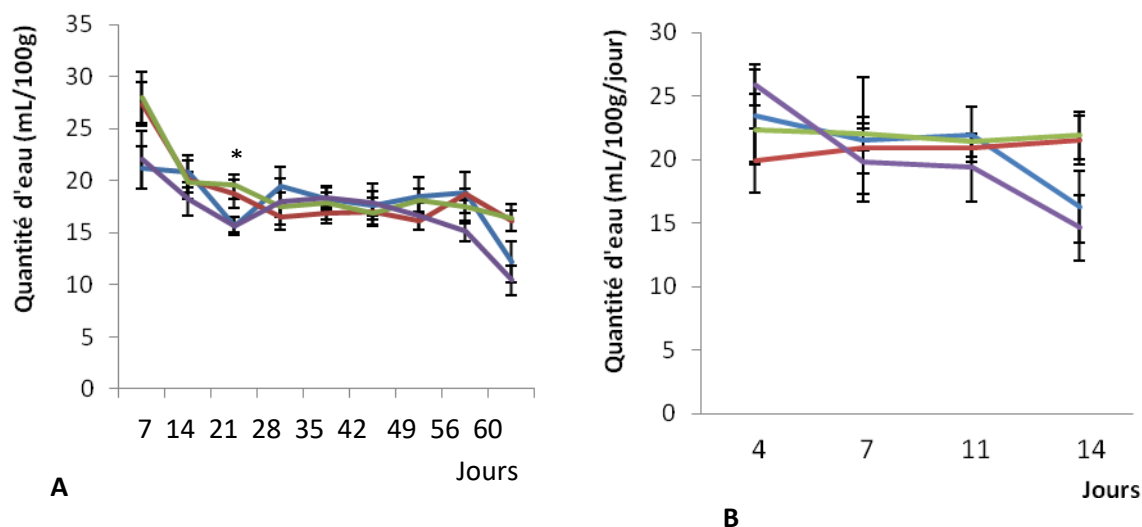 Quantité d'eau (mL/100g)
35
30
25
20
15
10
5
0
*
7 14 21 28 35 42 49 56 60
Jours
A
Quantité d'eau (mL/100g/jour)
30
25
20
15
10
5
0
4 7 11 14
Jours
B